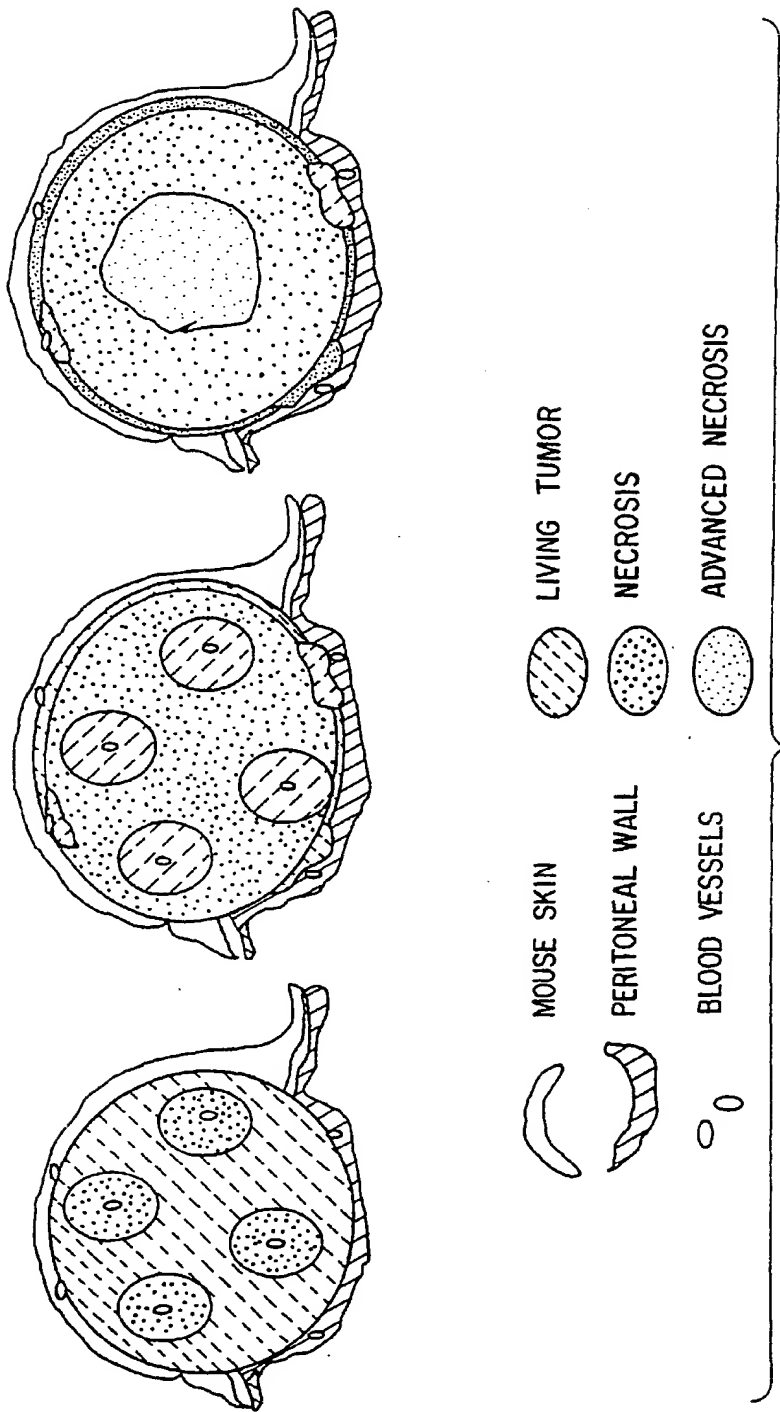 MOUSE SKIN
PERITONEAL WALL
BLOOD VESSELS
LIVING TUMOR
NECROSIS
ADVANCED NECROSIS